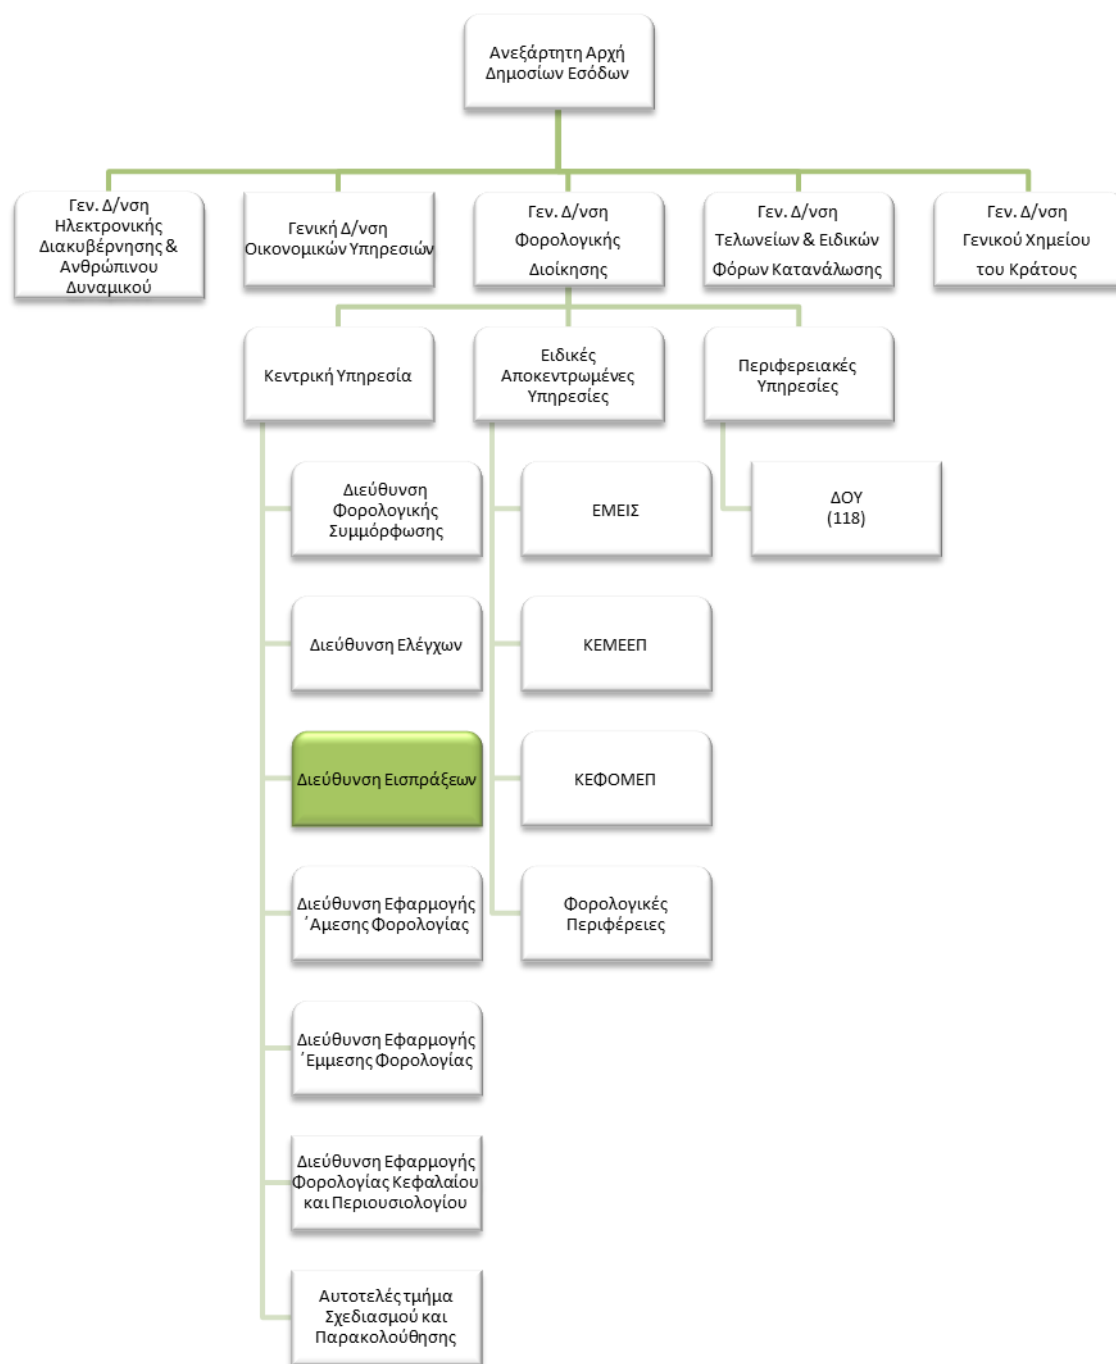 Ανεξάρτητη Αρχή
Δημοσίων Εσόδων
Γεν. Δ/νση
Ηλεκτρονικής
Διακυβέρνησης &
Ανθρώπινου
Δυναμικού
Γενική Δ/νση
Οικονομικών Υπηρεσιών
Γεν. Δ/νση
Φορολογικής
Διοίκησης
Γεν. Δ/νση
Τελωνείων & Ειδικών
Φόρων Κατανάλωσης
Γεν. Δ/νση
Γενικού Χημείου
του Κράτους
Κεντρική Υπηρεσία
Ειδικές
Αποκεντρωμένες
Υπηρεσίες
Περιφερειακές
Υπηρεσίες
Διεύθυνση
Φορολογικής
Συμμόρφωσης
ΕΜΕΙΣ
ΔΟΥ
(118)
Διεύθυνση Ελέγχων
ΚΕΜΕΕΠ
Διεύθυνση Εισπράξεων
ΚΕΦΟΜΕΠ
Διεύθυνση Εφαρμογής
΄Αμεσης Φορολογίας
Φορολογικές
Περιφέρειες
Διεύθυνση Εφαρμογής
΄Εμμεσης Φορολογίας
Διεύθυνση Εφαρμογής
Φορολογίας Κεφαλαίου
και Περιουσιολογίου
Αυτοτελές τμήμα
Σχεδιασμού και
Παρακολούθησης